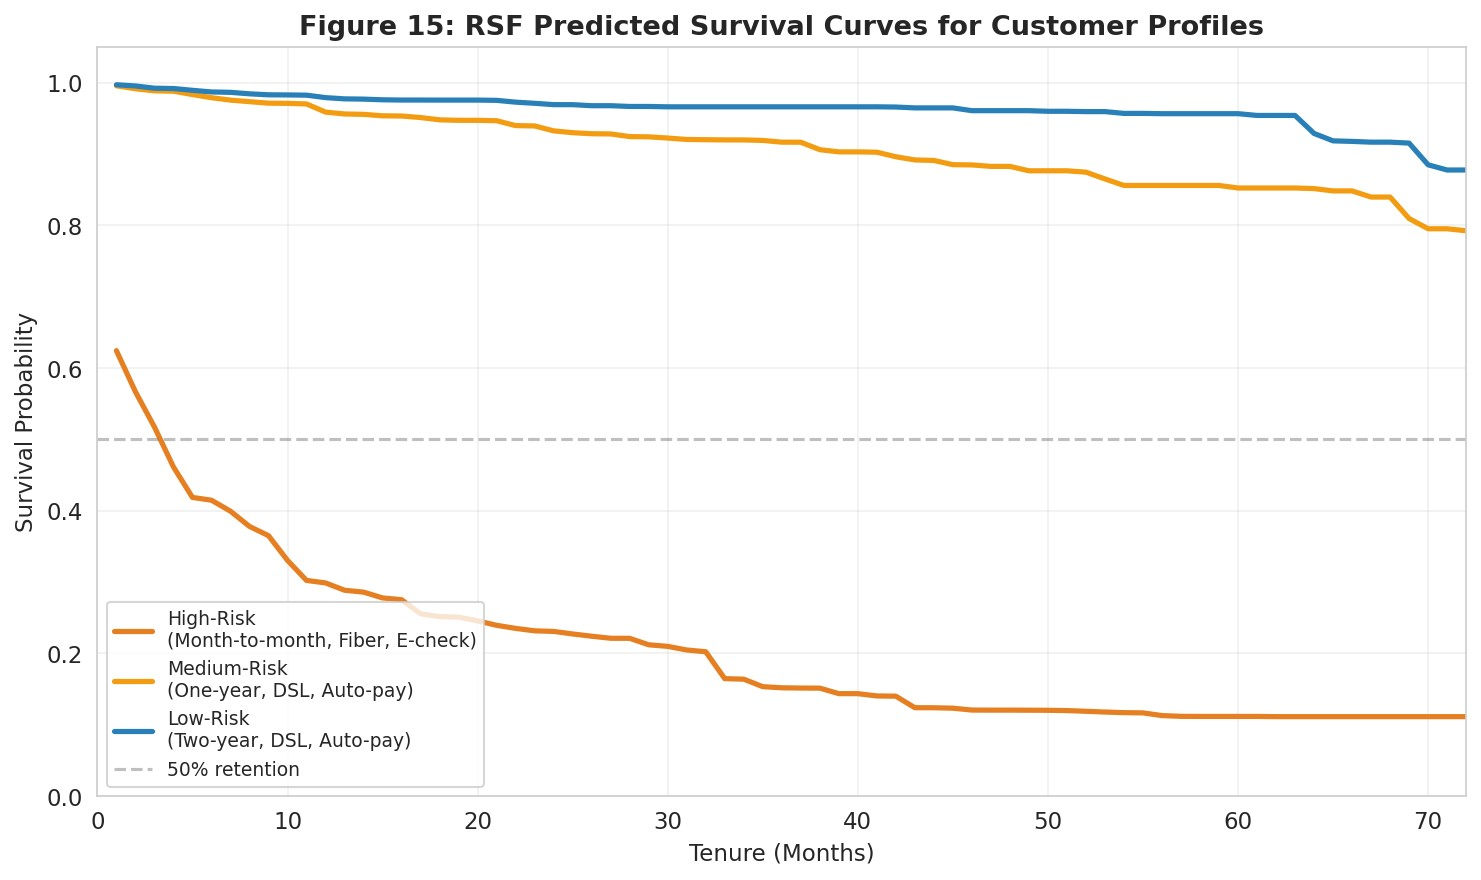 Figure 15: RSF Predicted Survival Curves for Customer Profiles
Survival Probability
1.0
0.8
0.6
0.4
0.2
0.0
High-Risk
(Month-to-month, Fiber, E-check)
Medium-Risk
(One-year, DSL, Auto-pay)
Low-Risk
(Two-year, DSL, Auto-pay)
50% retention
0 10 20 30 40 50 60 70
Tenure (Months)